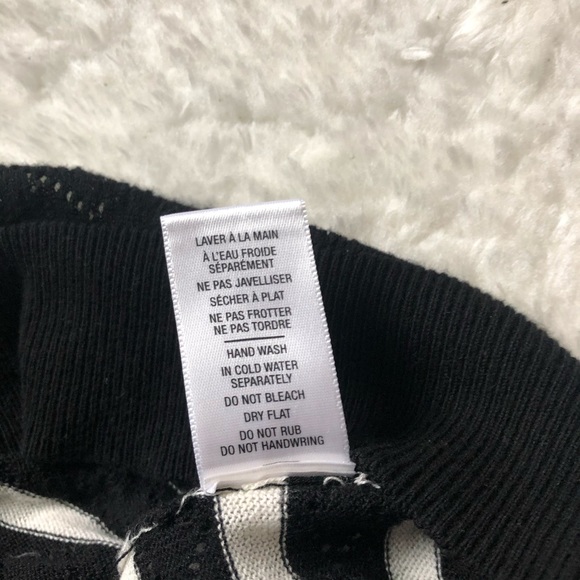 LAVER À LA MAIN
À L'EAU FROIDE
SÉPARÉMENT
NE PAS JAVELLISER
SÉCHER À PLAT
NE PAS FROTTER
NE PAS TORDRE
HAND WASH
IN COLD WATER
SEPARATELY
DO NOT BLEACH
DRY FLAT
DO NOT RUB
DO NOT HANDWRING